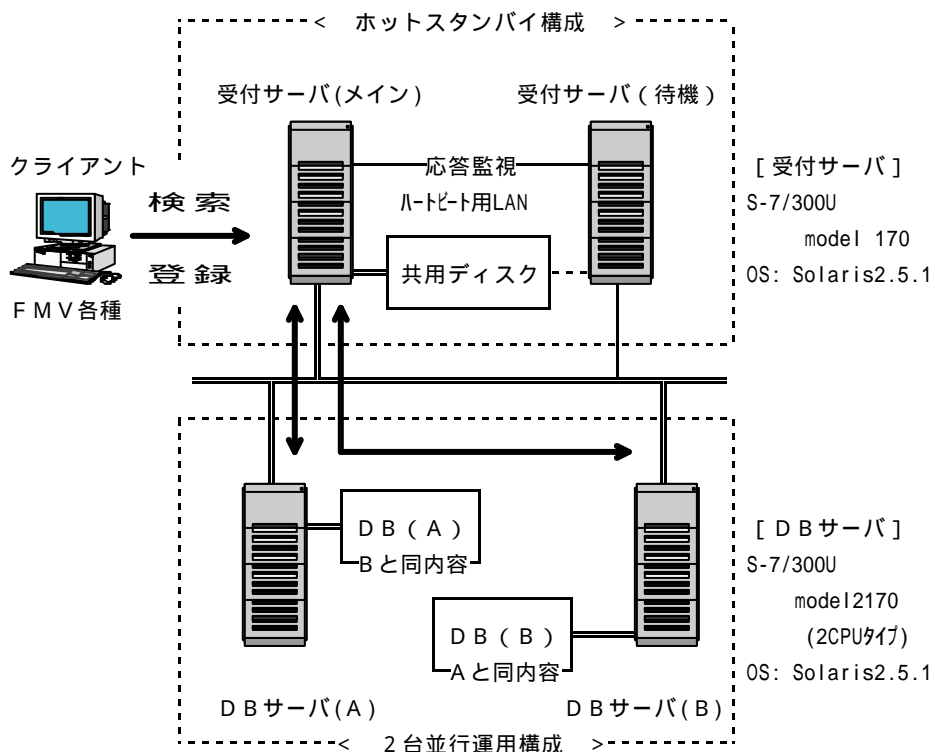 < ホットスタンバイ構成 >
受付サーバ(メイン)
受付サーバ(待機)
クライアント
検索
登録
FMV各種
応答監視
ハートビート用LAN
共用ディスク
[受付サーバ]
S-7/300U
model 170
OS: Solaris2.5.1
DB(A)
Bと同内容
DB(B)
Aと同内容
[DBサーバ]
S-7/300U
model2170
(2CPUタイプ)
OS: Solaris2.5.1
DBサーバ(A)
DBサーバ(B)
< 2台並行運用構成 >